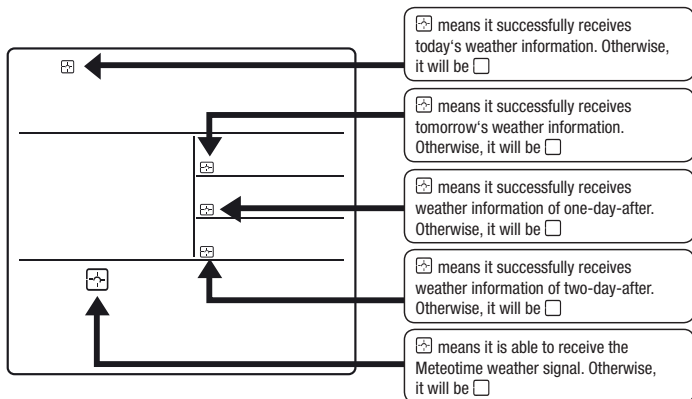 means it successfully receives
today‘s weather information. Otherwise,
it will be
means it successfully receives
tomorrow‘s weather information.
Otherwise, it will be
means it successfully receives
weather information of one-day-after.
Otherwise, it will be
means it successfully receives
weather information of two-day-after.
Otherwise, it will be
means it is able to receive the
Meteotime weather signal. Otherwise,
it will be